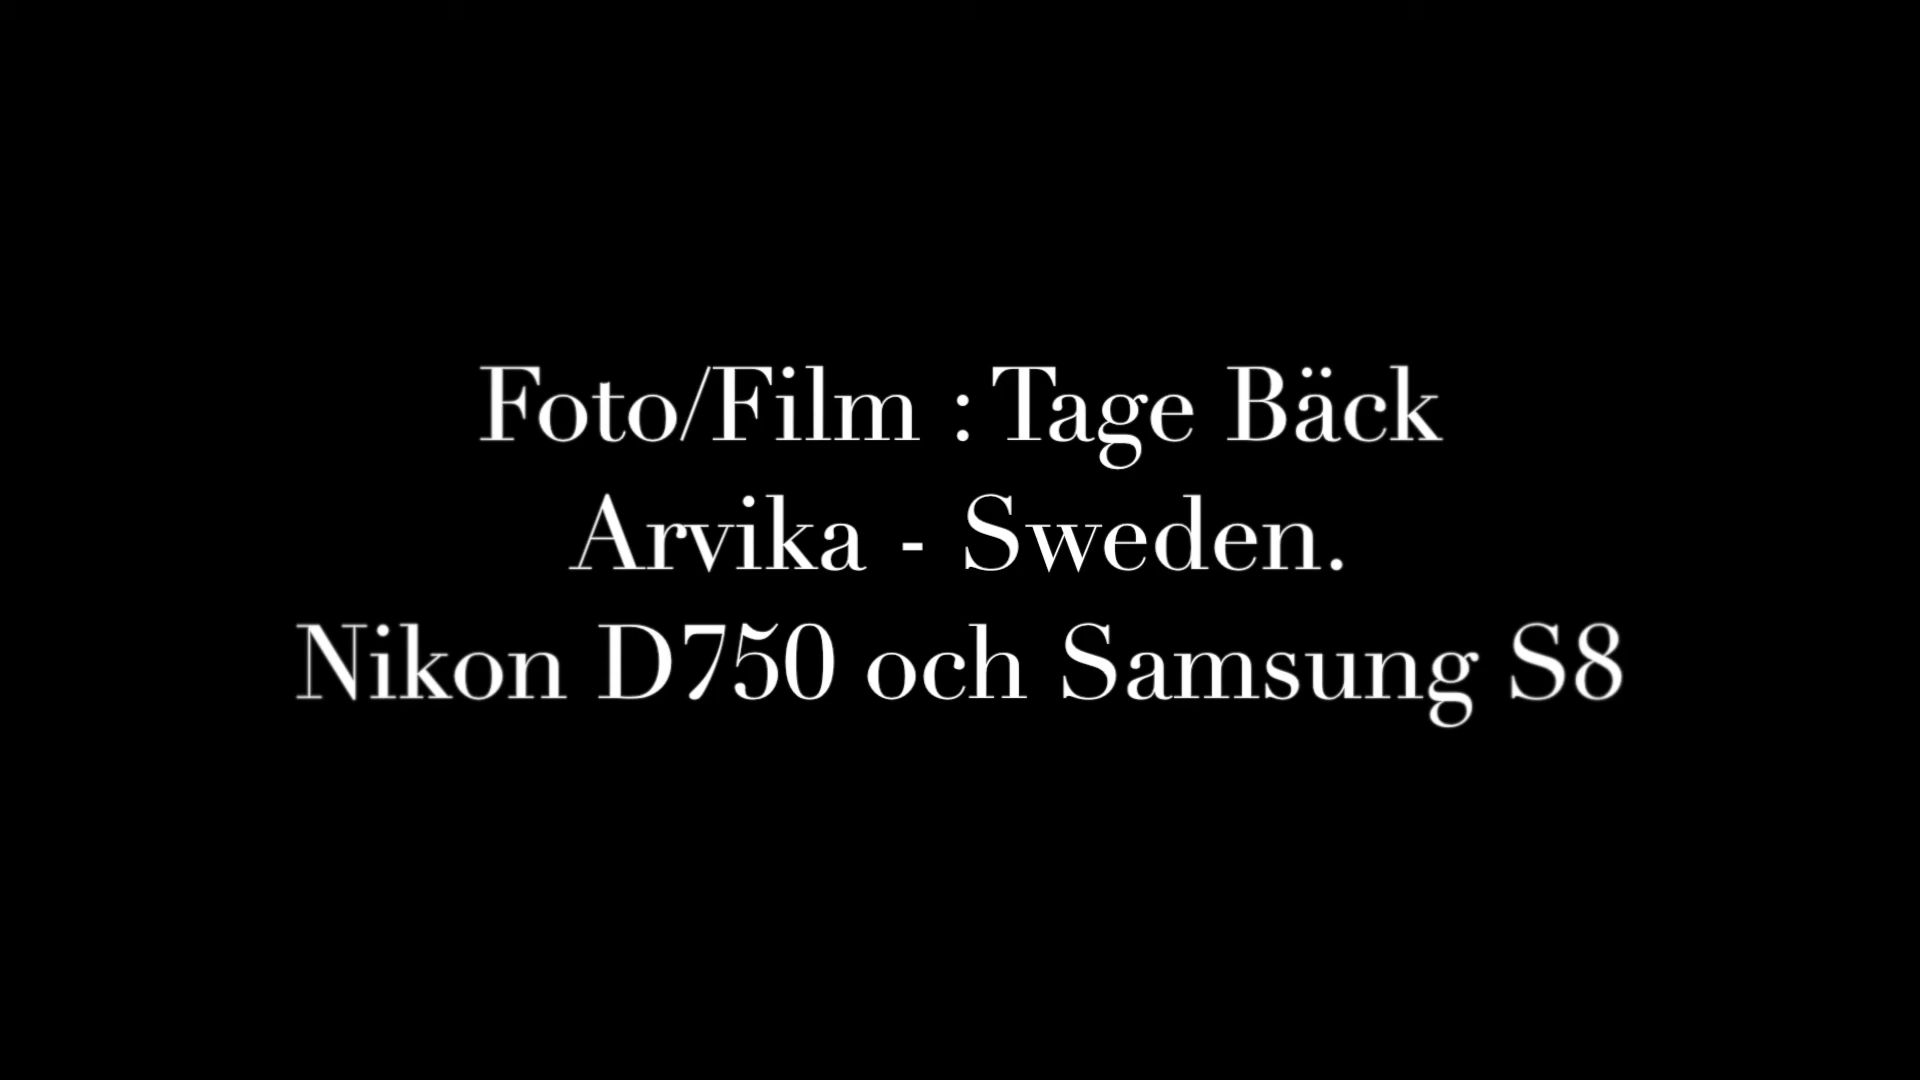 Foto/Film : Tage Bäck
Arvika - Sweden.
Nikon D750 och Samsung S8